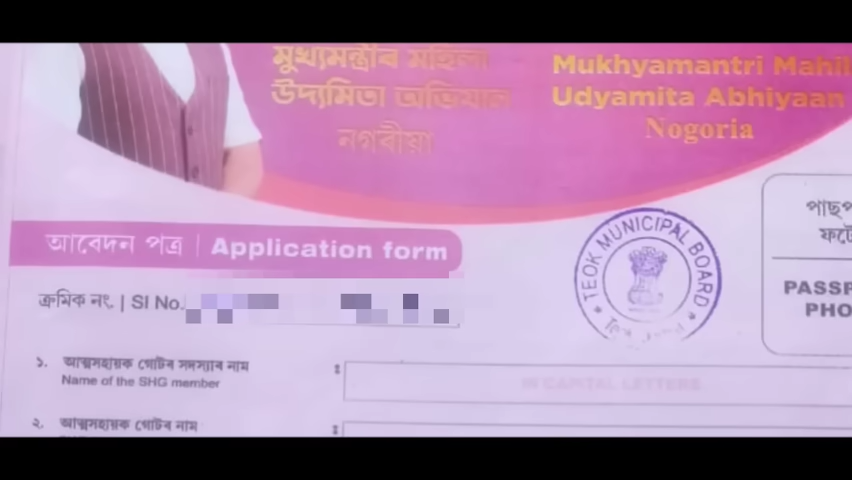 মুখ্যমন্ত্ৰীৰ মহিলা
উদ্যমিতা অভিযান
নগৰীয়া
Mukhyamantri Mahil
Udyamita Abhiyaan
Nogoria
আবেদন পত্ৰ | Application form
ক্ৰমিক নং. | Sl No.
TEOK MUNICIPAL BOARD
পাছপ
ফটো
PASSP
PHO
১. আত্মসহায়ক গোটৰ সদস্যাৰ নাম :
Name of the SHG member
IN CAPITAL LETTERS
২. আত্মসহায়ক গোটৰ নাম :